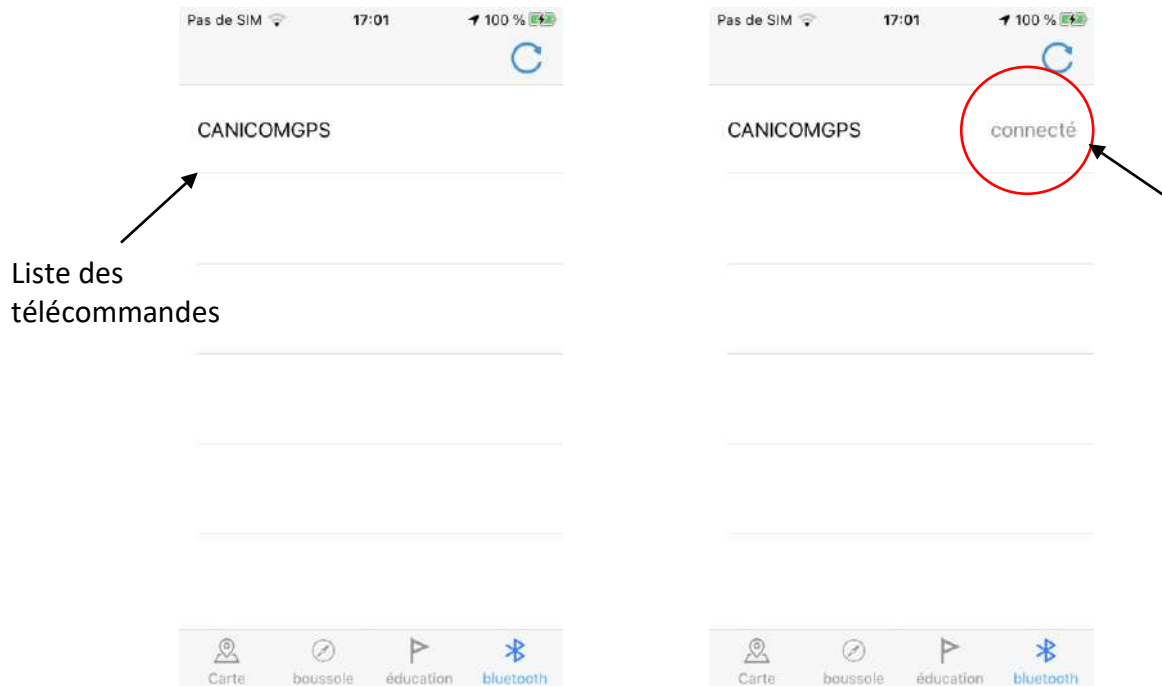 Pas de SIM 17:01 100 %
Pas de SIM 17:01 100 %
CANICOMGPS
CANICOMGPS connecté
Liste des
télécommandes
Carte boussole éducation bluetooth
Carte boussole éducation bluetooth